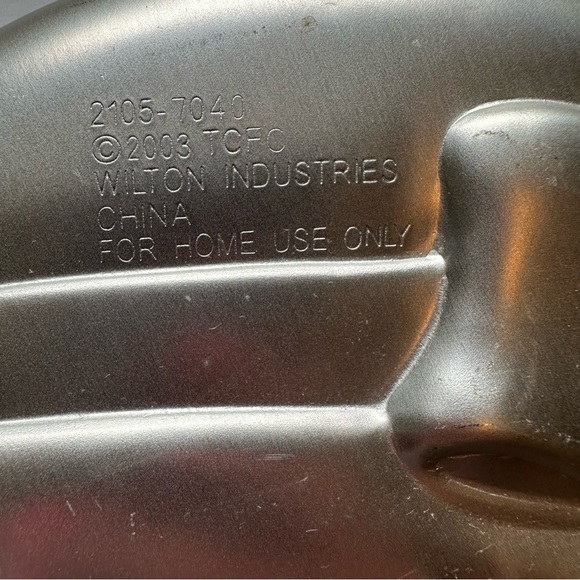 2105-7040
©2003 TCFC
WILTON INDUSTRIES
CHINA
FOR HOME USE ONLY